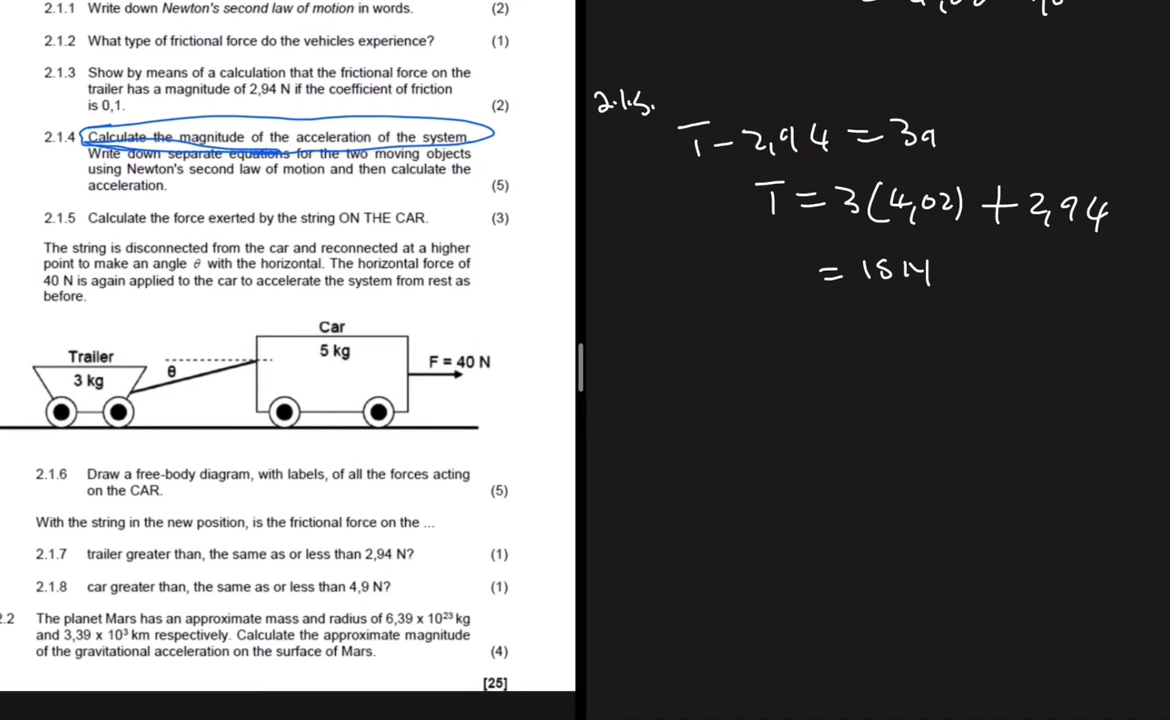 2.1.1 Write down Newton's second law of motion in words. (2)
2.1.2 What type of frictional force do the vehicles experience? (1)
2.1.3 Show by means of a calculation that the frictional force on the
trailer has a magnitude of 2,94 N if the coefficient of friction
is 0,1. (2)
2.1.4 Calculate the magnitude of the acceleration of the system.
Write down separate equations for the two moving objects
using Newton's second law of motion and then calculate the
acceleration. (5)
2.1.5 Calculate the force exerted by the string ON THE CAR. (3)
The string is disconnected from the car and reconnected at a higher
point to make an angle θ with the horizontal. The horizontal force of
40 N is again applied to the car to accelerate the system from rest as
before.
Car
5 kg
Trailer
3 kg
θ
F = 40 N
2.1.6 Draw a free-body diagram, with labels, of all the forces acting
on the CAR. (5)
With the string in the new position, is the frictional force on the ...
2.1.7 trailer greater than, the same as or less than 2,94 N? (1)
2.1.8 car greater than, the same as or less than 4,9 N? (1)
2.2 The planet Mars has an approximate mass and radius of 6,39 x 10²³ kg
and 3,39 x 10³ km respectively. Calculate the approximate magnitude
of the gravitational acceleration on the surface of Mars. (4)
[25]
2.1.5.
T - 2,94 = 3a
T = 3(4,02) + 2,94
= 15 N